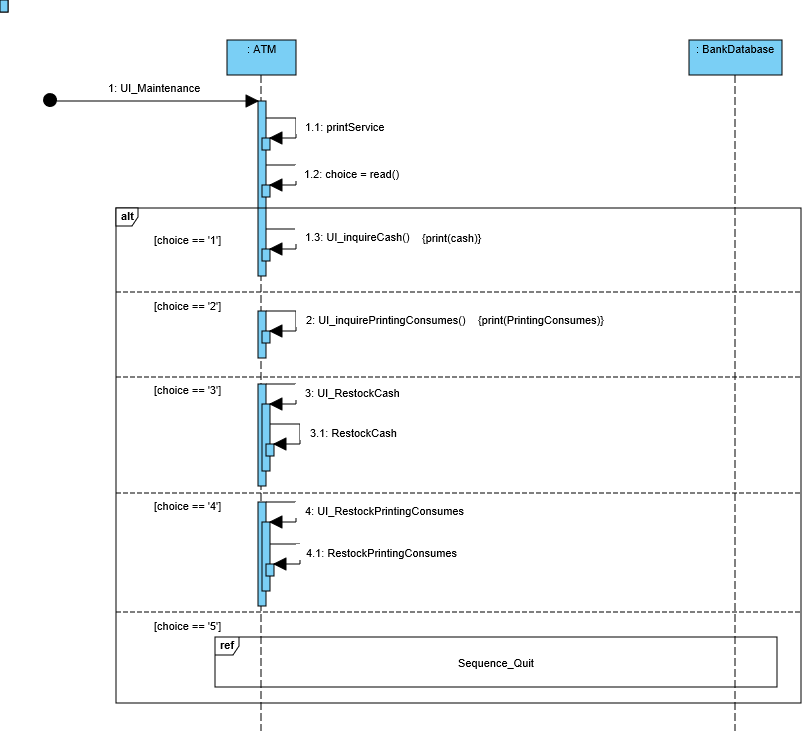 : ATM
: BankDatabase
1: UI_Maintenance
1.1: printService
1.2: choice = read()
alt
[choice == '1']
1.3: UI_inquireCash() {print(cash)}
[choice == '2']
2: UI_inquirePrintingConsumes() {print(PrintingConsumes)}
[choice == '3']
3: UI_RestockCash
3.1: RestockCash
[choice == '4']
4: UI_RestockPrintingConsumes
4.1: RestockPrintingConsumes
[choice == '5']
ref
Sequence_Quit